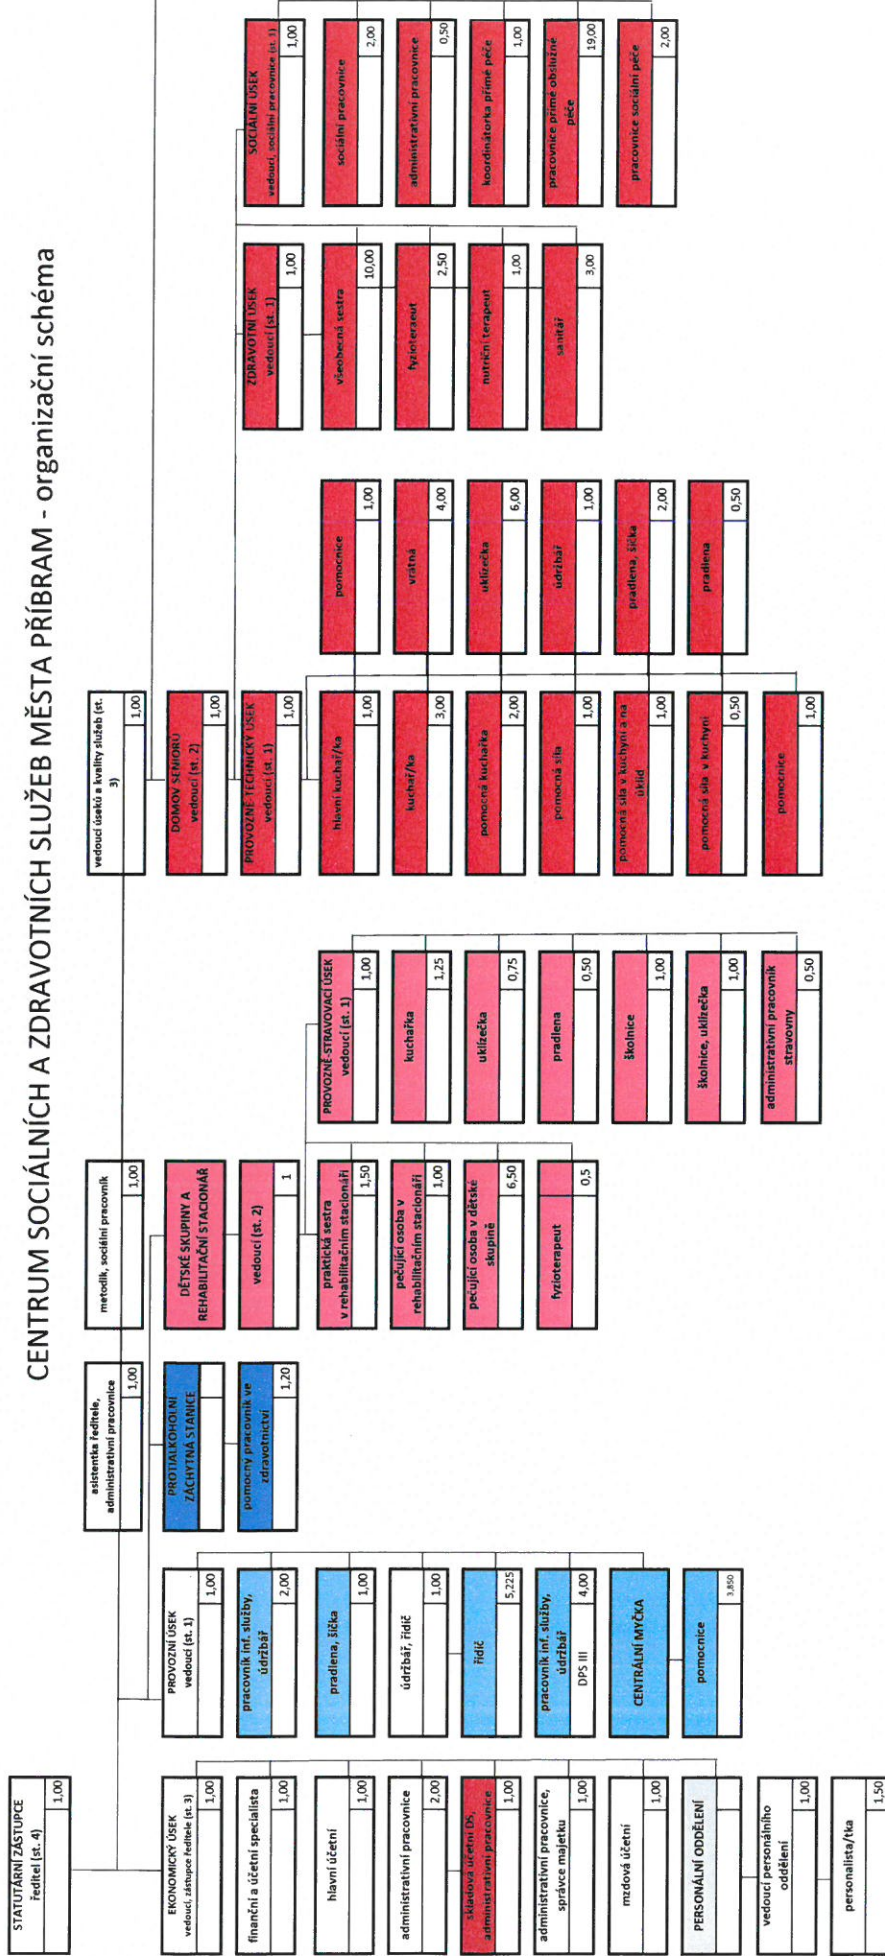 CENTRUM SOCIÁLNÍCH A ZDRAVOTNÍCH SLUŽEB MĚSTA PŘÍBRAM - organizační schéma
STATUTÁRNÍ ZÁSTUPCE
ředitel (st. 4)
1,00
asistentka ředitele,
administrativní pracovnice
1,00
metodik, sociální pracovník
1,00
vedoucí úseků a kvality služeb (st.
3)
1,00
EKONOMICKÝ ÚSEK
vedoucí, zástupce ředitele (st. 3)
1,00
finanční a účetní specialista
1,00
hlavní účetní
1,00
administrativní pracovnice
2,00
skladová účetní DS,
administrativní pracovnice
1,00
administrativní pracovnice,
správce majetku
1,00
mzdová účetní
1,00
PERSONÁLNÍ ODDĚLENÍ
vedoucí personálního
oddělení
1,00
personalista/tka
1,50
PROVOZNÍ ÚSEK
vedoucí (st. 1)
1,00
pracovník inf. služby,
údržbář
2,00
pradlena, šička
1,00
údržbář, řidič
1,00
řidič
5,225
pracovník inf. služby,
údržbář
DPS III
4,00
CENTRÁLNÍ MYČKA
pomocnice
3,850
PROTIALKOHOLNÍ
ZÁCHYTNÁ STANICE
pomocný pracovník ve
zdravotnictví
1,20
DĚTSKÉ SKUPINY A
REHABILITAČNÍ STACIONÁŘ
vedoucí (st. 2)
1
praktická sestra
v rehabilitačním stacionáři
1,50
pečující osoba v
rehabilitačním stacionáři
1,00
pečující osoba v dětské
skupině
6,50
fyzioterapeut
0,5
PROVOZNĚ-STRAVOVACÍ ÚSEK
vedoucí (st. 1)
1,00
kuchařka
1,25
uklízečka
0,75
pradlena
0,50
školnice
1,00
školnice, uklízečka
1,00
administrativní pracovník
stravovny
0,50
DOMOV SENIORŮ
vedoucí (st. 2)
1,00
PROVOZNĚ-TECHNICKÝ ÚSEK
vedoucí (st. 1)
1,00
hlavní kuchař/ka
1,00
kuchař/ka
3,00
pomocná kuchařka
2,00
pomocná síla
1,00
pomocná síla v kuchyni a na
úklid
1,00
pomocná síla v kuchyni
0,50
pomocnice
1,00
pomocnice
1,00
vrátná
4,00
uklízečka
6,00
údržbář
1,00
pradlena, šička
2,00
pradlena
0,50
ZDRAVOTNÍ ÚSEK
vedoucí (st. 1)
1,00
všeobecná sestra
10,00
fyzioteraeut
2,50
nutriční terapeut
1,00
sanitář
3,00
SOCIÁLNÍ ÚSEK
vedoucí, sociální pracovnice (st. 1)
1,00
sociální pracovnice
2,00
administrativní pracovnice
0,50
koordinátorka přímé péče
1,00
pracovnice přímé obslužné
péče
19,00
pracovnice sociální péče
2,00